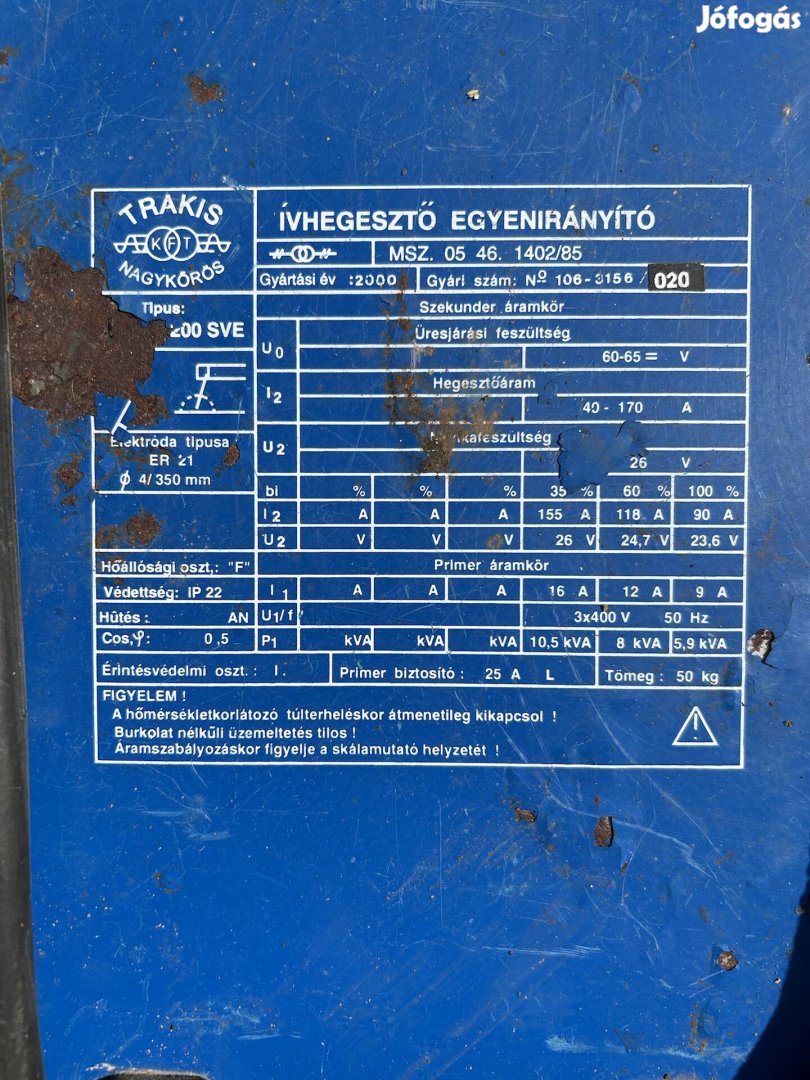 Jófogás
TRAKIS
KFT
NAGYKŐRÖS
ÍVHEGESZTŐ EGYENIRÁNYÍTÓ
MSZ. 05 46. 1402/85
Gyártási év :2000 Gyári szám: Nº 106-3156/ 020
Tipus:
200 SVE
Szekunder áramkör
U0 Üresjárási feszültség
60-65 = V
I2 Hegesztőáram
40 - 170 A
Elektróda tipusa
ER 21
Φ 4/350 mm
U2 Munkafeszültség
26 V
bi % % % 35 % 60 % 100 %
I2 A A A 155 A 118 A 90 A
U2 V V V 26 V 24,7 V 23,6 V
Hőállósági oszt,: "F" Primer áramkör
Védettség: IP 22 I1 A A A 16 A 12 A 9 A
Hűtés : AN U1/f 3x400 V 50 Hz
Cos,φ: 0,5 P1 kVA kVA kVA 10,5 kVA 8 kVA 5,9 kVA
Érintésvédelmi oszt. : I. Primer biztosító : 25 A L Tömeg : 50 kg
FIGYELEM !
A hőmérsékletkorlátozó túlterheléskor átmenetileg kikapcsol !
Burkolat nélküli üzemeltetés tilos !
Áramszabályozáskor figyelje a skálamutató helyzetét !